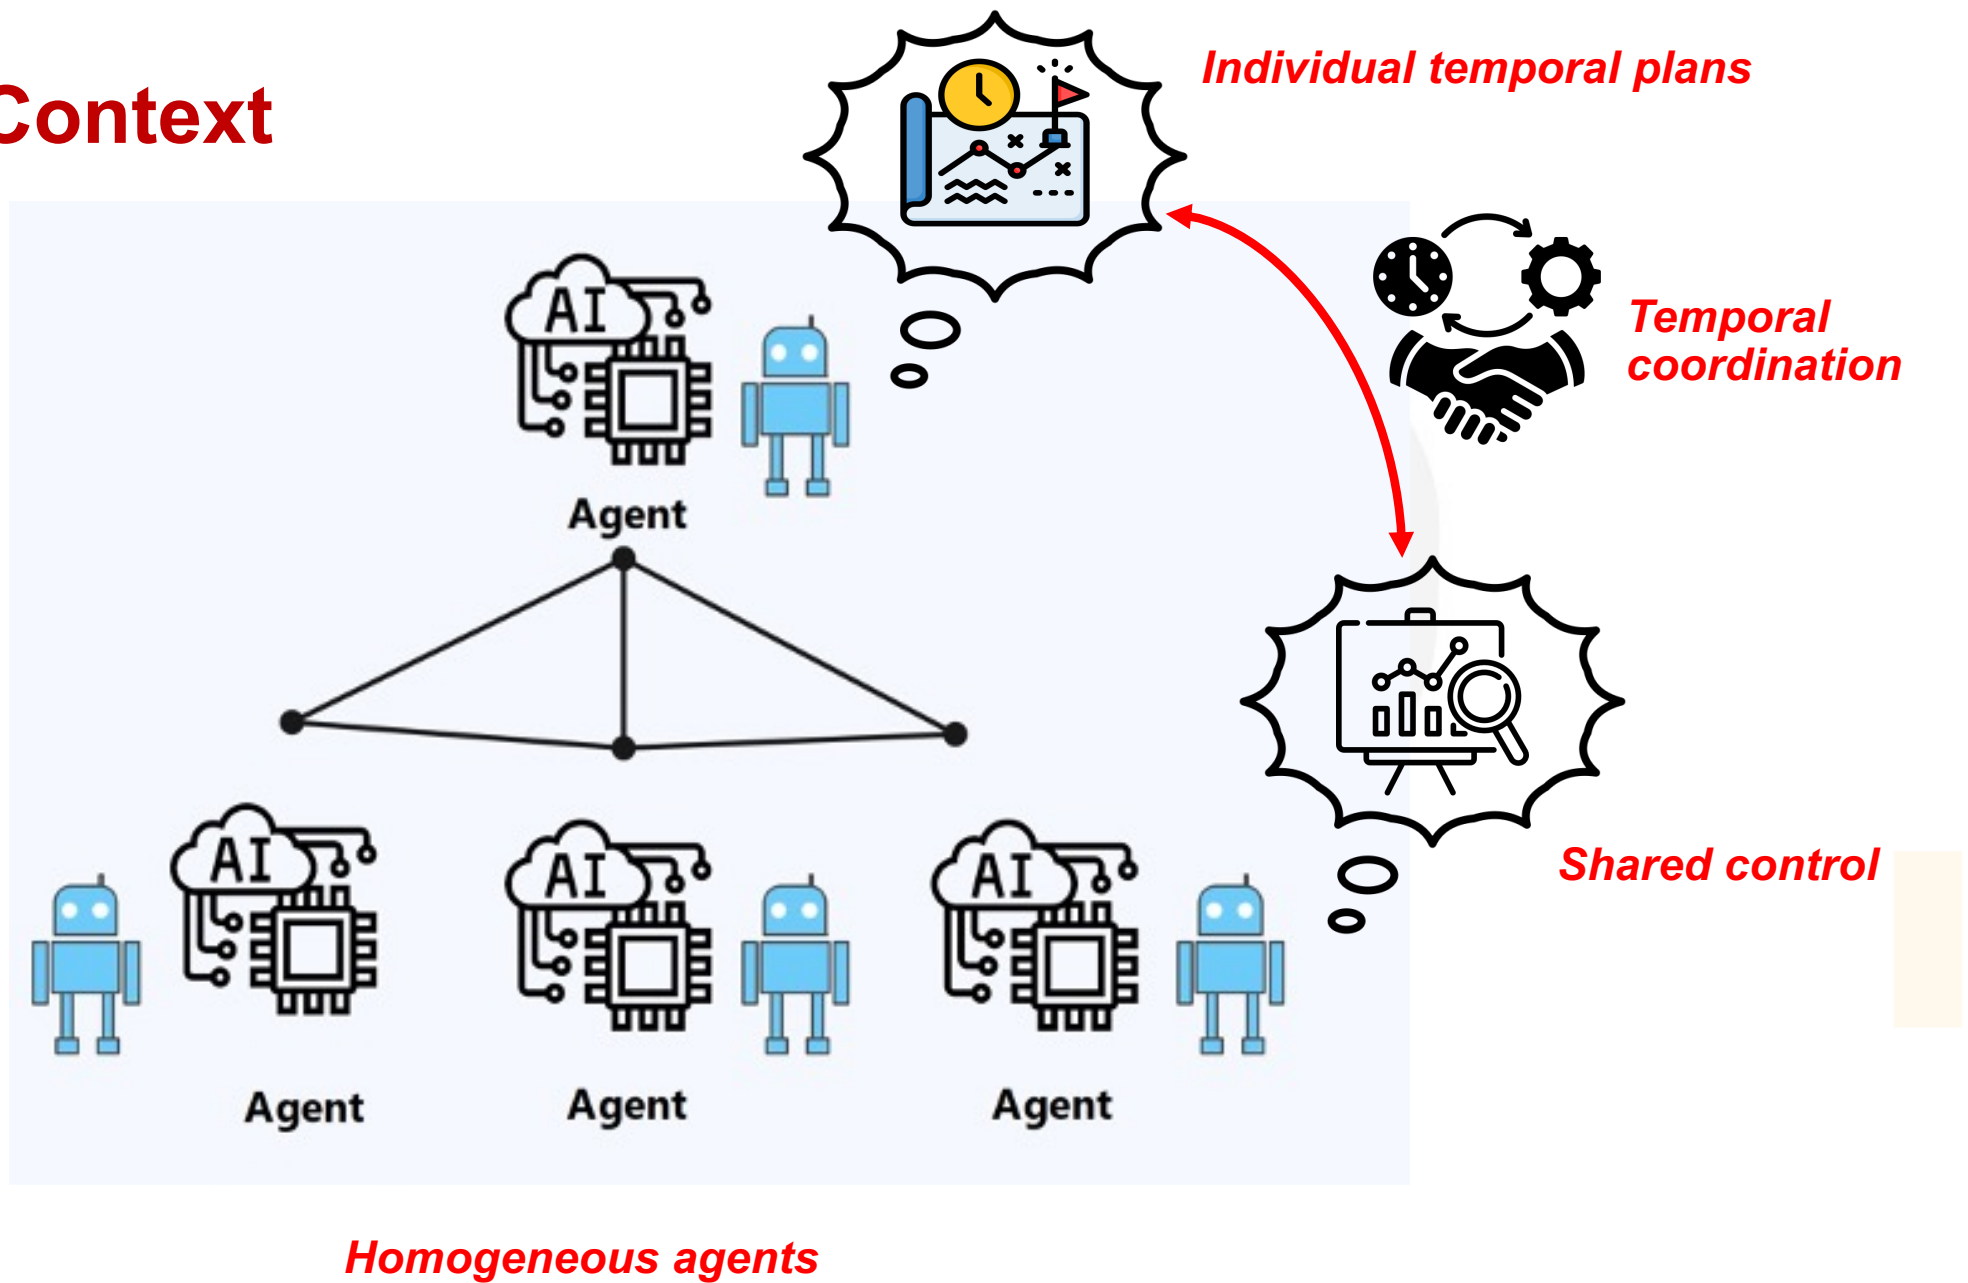 Context
Individual temporal plans
AI
Temporal
coordination
Agent
AI
AI
AI
Shared control
Agent
Agent
Agent
Homogeneous agents